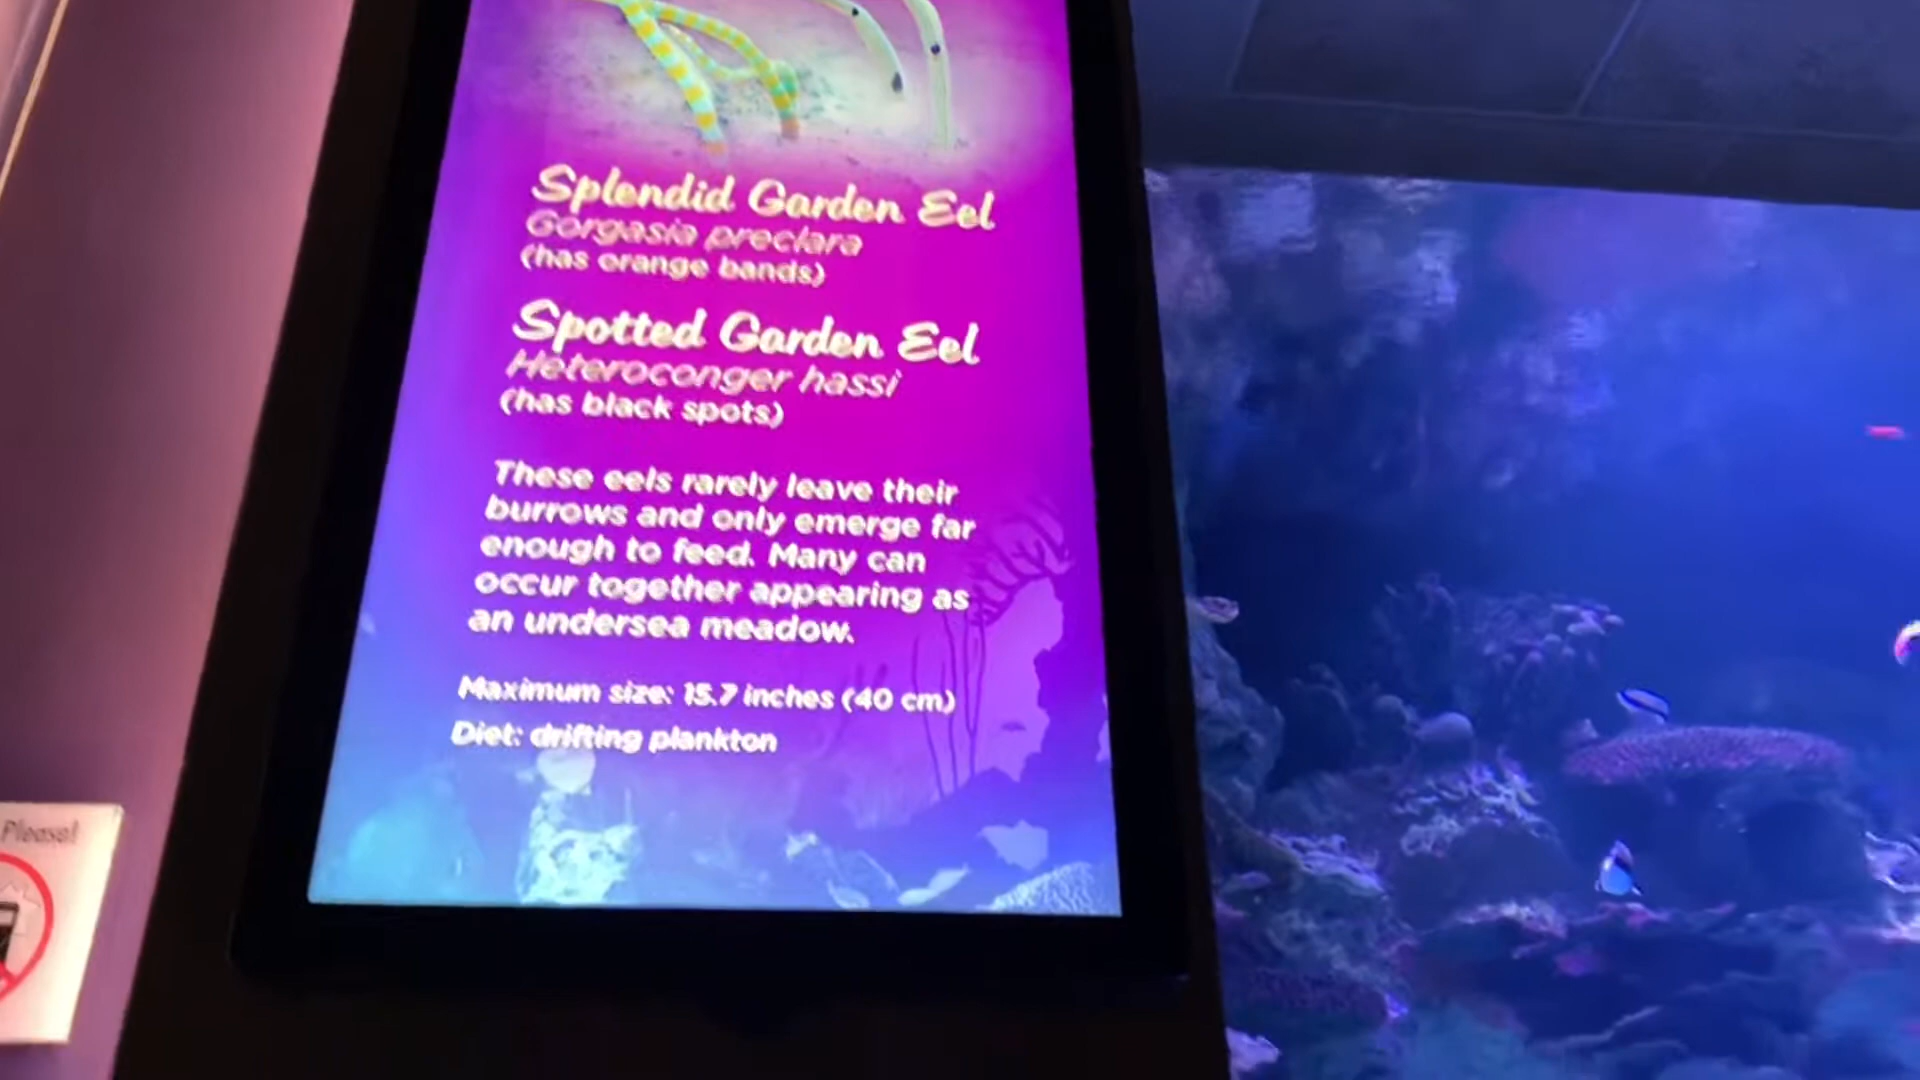 Splendid Garden Eel
Gorgasia preclara
(has orange bands)
Spotted Garden Eel
Heteroconger hassi
(has black spots)
These eels rarely leave their
burrows and only emerge far
enough to feed. Many can
occur together appearing as
an undersea meadow.
Maximum size: 15.7 inches (40 cm)
Diet: drifting plankton
Please!